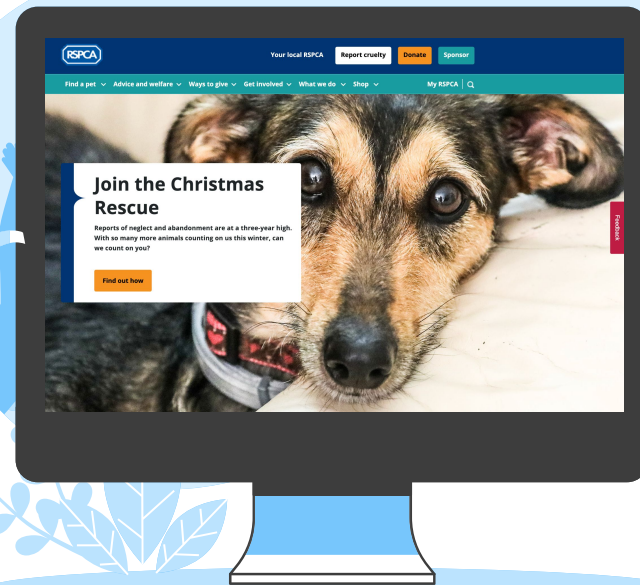 RSPCA
Your local RSPCA Report cruelty Donate Sponsor
Find a pet Advice and welfare Ways to give Get involved What we do Shop My RSPCA
Join the Christmas
Rescue
Reports of neglect and abandonment are at a three-year high.
With so many more animals counting on us this winter, can
we count on you?
Find out how
Feedback